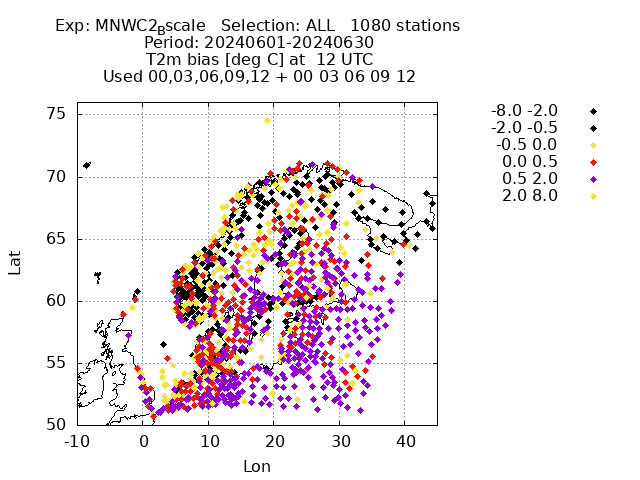 Exp: MNWC2_Bscale Selection: ALL 1080 stations
Period: 20240601-20240630
T2m bias [deg C] at 12 UTC
Used 00,03,06,09,12 + 00 03 06 09 12
-8.0 -2.0
-2.0 -0.5
-0.5 0.0
0.0 0.5
0.5 2.0
2.0 8.0
75
70
65
60
55
50
Lat
-10 0 10 20 30 40
Lon